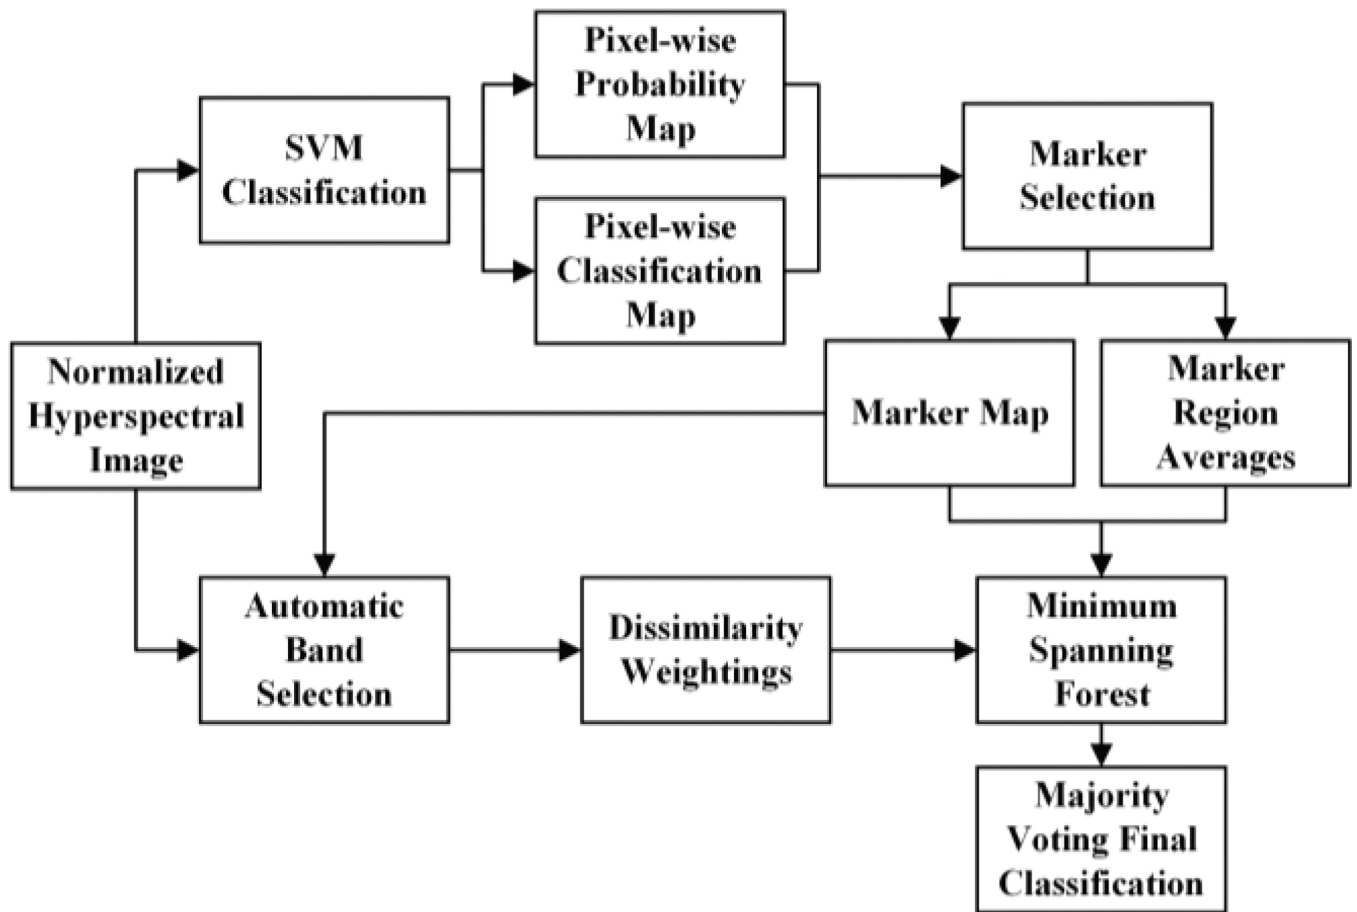 Pixel-wise
Probability
Map
SVM
Classification
Marker
Selection
Pixel-wise
Classification
Map
Normalized
Hyperspectral
Image
Marker Map
Marker
Region
Averages
Automatic
Band
Selection
Dissimilarity
Weightings
Minimum
Spanning
Forest
Majority
Voting Final
Classification